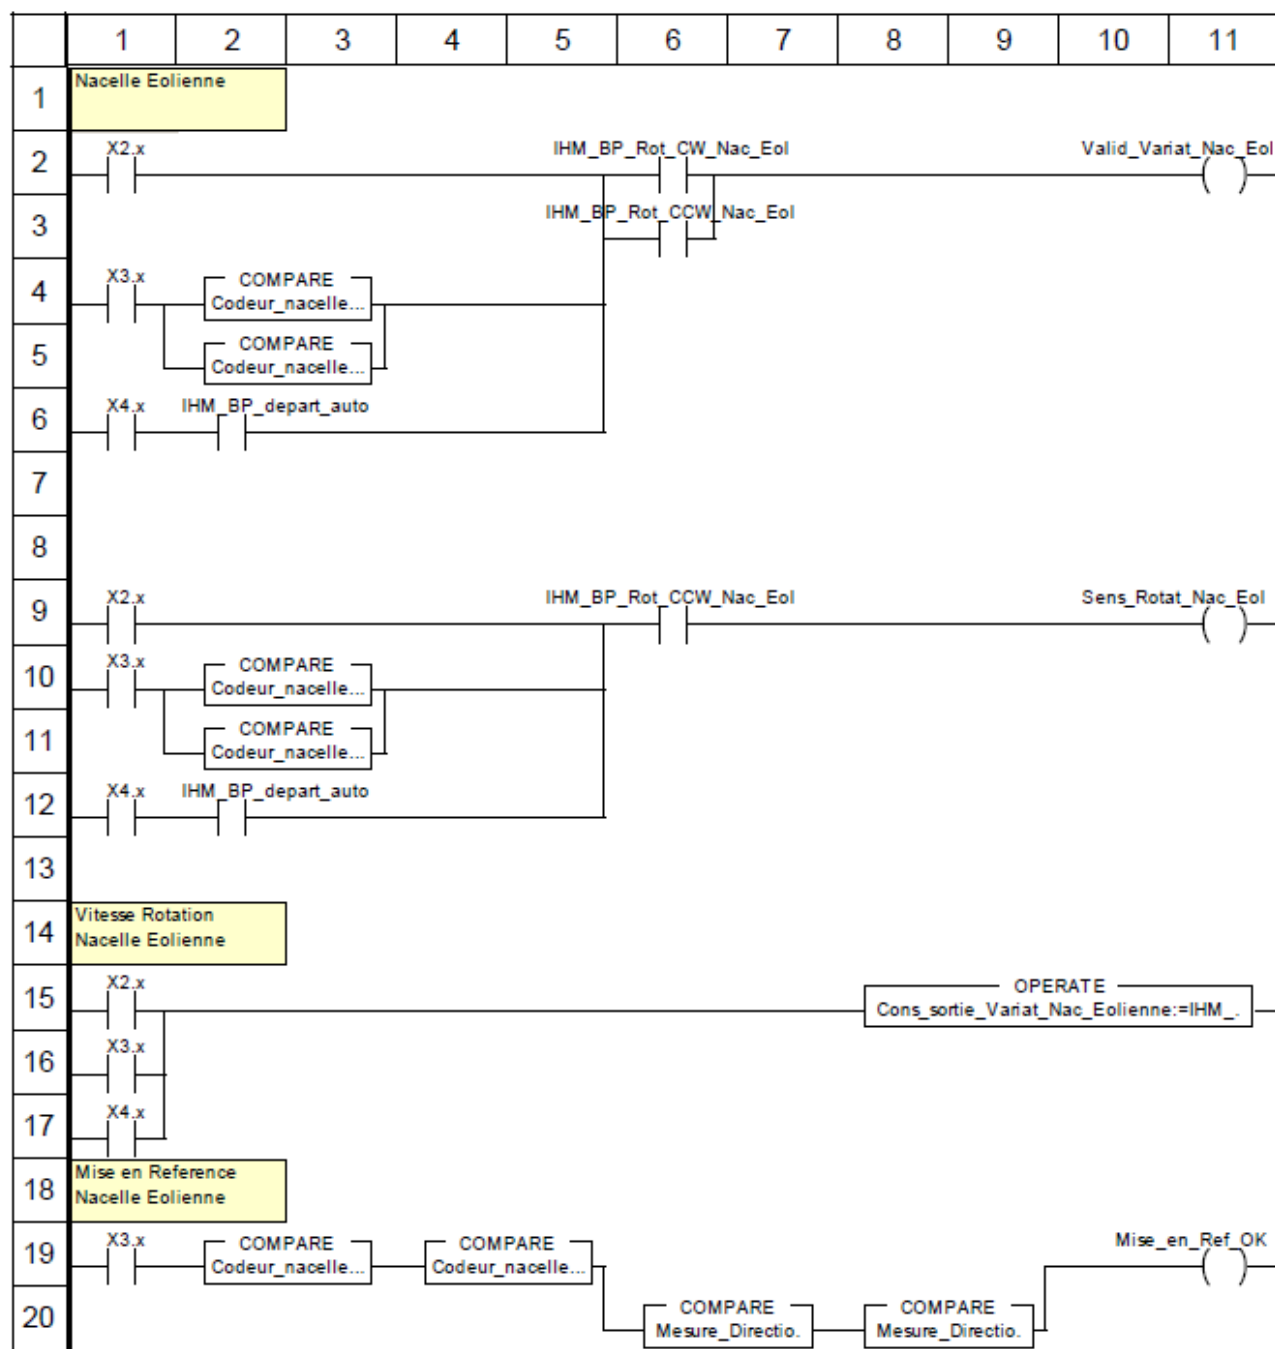 1 2 3 4 5 6 7 8 9 10 11
1
Nacelle Eolienne
2
X2.x IHM_BP_Rot_CW_Nac_Eol Valid_Variat_Nac_Eol
3
IHM_BP_Rot_CCW_Nac_Eol
4
X3.x COMPARE
Codeur_nacelle...
5
COMPARE
Codeur_nacelle...
6
X4.x IHM_BP_depart_auto
7
8
9
X2.x IHM_BP_Rot_CCW_Nac_Eol Sens_Rotat_Nac_Eol
10
X3.x COMPARE
Codeur_nacelle...
11
COMPARE
Codeur_nacelle...
12
X4.x IHM_BP_depart_auto
13
14
Vitesse Rotation
Nacelle Eolienne
15
X2.x OPERATE
Cons_sortie_Variat_Nac_Eolienne:=IHM_.
16
X3.x
17
X4.x
18
Mise en Reference
Nacelle Eolienne
19
X3.x COMPARE COMPARE Mise_en_Ref_OK
Codeur_nacelle... Codeur_nacelle...
20
COMPARE COMPARE
Mesure_Directio. Mesure_Directio.